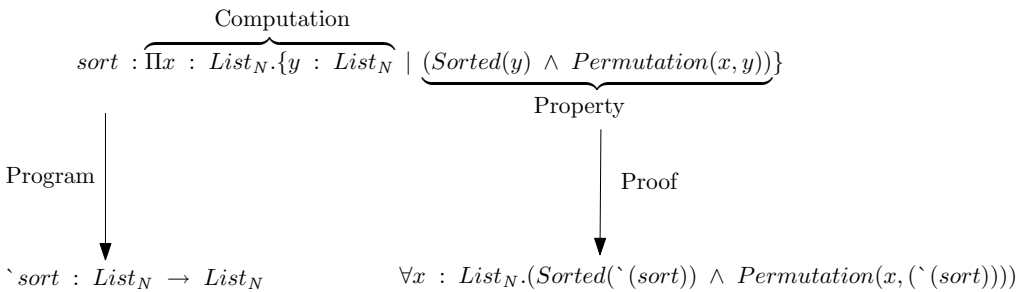 Computation
sort : Πx : List_N.{y : List_N | (Sorted(y) ∧ Permutation(x, y))}
Property
Program
Proof
`sort : List_N → List_N
∀x : List_N.(Sorted(`(sort)) ∧ Permutation(x, (`(sort))))